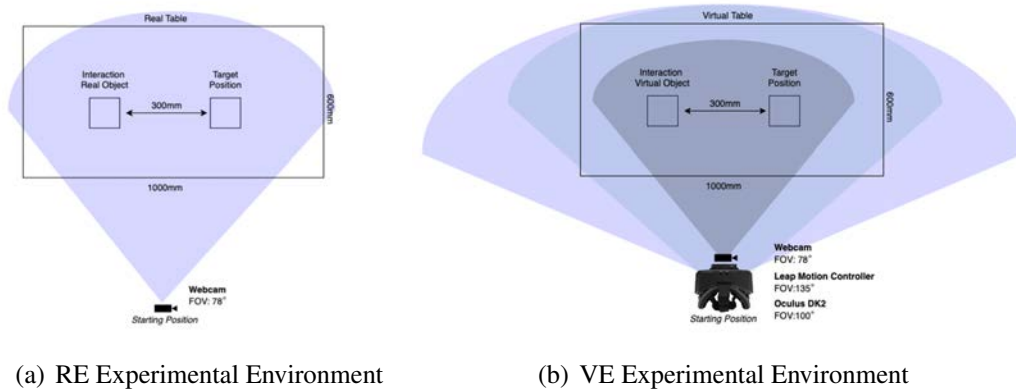 Real Table
Interaction
Real Object
Target
Position
300mm
600mm
1000mm
Webcam
FOV: 78°
Starting Position
(a) RE Experimental Environment
Virtual Table
Interaction
Virtual Object
Target
Position
300mm
600mm
1000mm
Webcam
FOV: 78°
Leap Motion Controller
FOV:135°
Oculus DK2
FOV:100°
Starting Position
(b) VE Experimental Environment